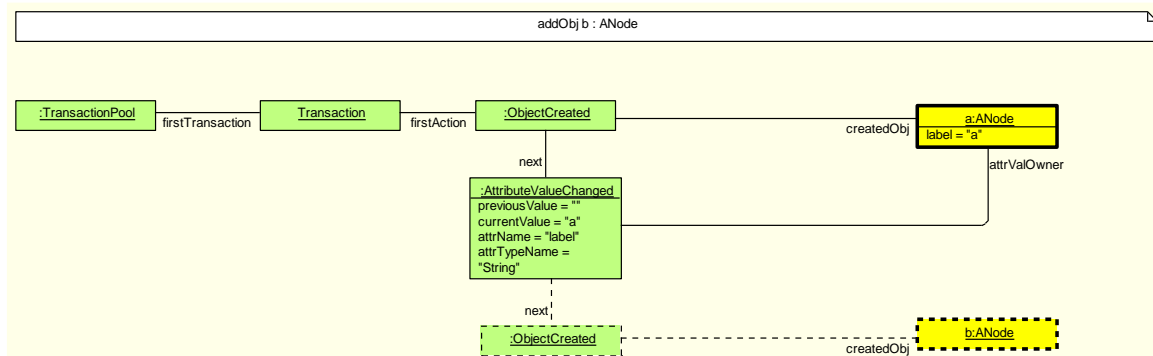 addObj b : ANode
:TransactionPool
firstTransaction
Transaction
firstAction
:ObjectCreated
createdObj
a:ANode
label = "a"
attrValOwner
next
:AttributeValueChanged
previousValue = ""
currentValue = "a"
attrName = "label"
attrTypeName =
"String"
next
:ObjectCreated
createdObj
b:ANode